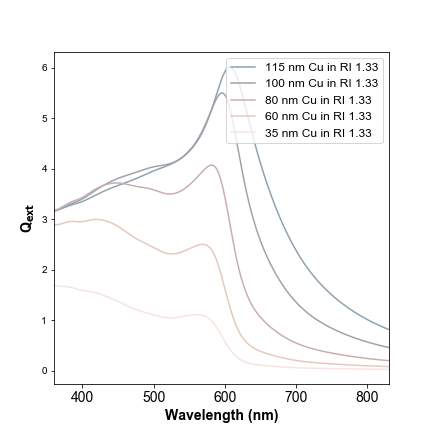 6
5
4
3
2
1
0
Qext
115 nm Cu in RI 1.33
100 nm Cu in RI 1.33
80 nm Cu in RI 1.33
60 nm Cu in RI 1.33
35 nm Cu in RI 1.33
400 500 600 700 800
Wavelength (nm)